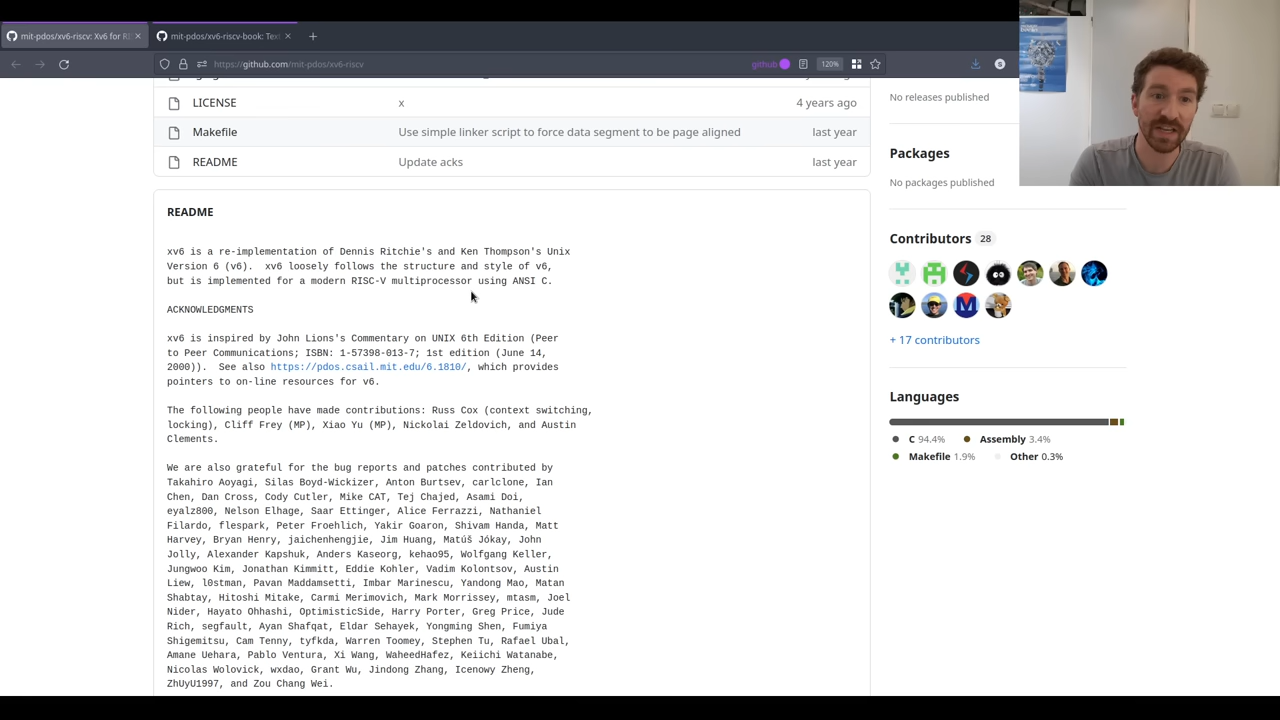 mit-pdos/xv6-riscv: Xv6 for RI
mit-pdos/xv6-riscv-book: Text
https://github.com/mit-pdos/xv6-riscv
github
120%
LICENSE
x
4 years ago
Makefile
Use simple linker script to force data segment to be page aligned
last year
README
Update acks
last year
README
xv6 is a re-implementation of Dennis Ritchie's and Ken Thompson's Unix
Version 6 (v6).  xv6 loosely follows the structure and style of v6,
but is implemented for a modern RISC-V multiprocessor using ANSI C.
ACKNOWLEDGMENTS
xv6 is inspired by John Lions's Commentary on UNIX 6th Edition (Peer
to Peer Communications; ISBN: 1-57398-013-7; 1st edition (June 14,
2000)).  See also https://pdos.csail.mit.edu/6.1810/, which provides
pointers to on-line resources for v6.
The following people have made contributions: Russ Cox (context switching,
locking), Cliff Frey (MP), Xiao Yu (MP), Nickolai Zeldovich, and Austin
Clements.
We are also grateful for the bug reports and patches contributed by
Takahiro Aoyagi, Silas Boyd-Wickizer, Anton Burtsev, carlclone, Ian
Chen, Dan Cross, Cody Cutler, Mike CAT, Tej Chajed, Asami Doi,
eyalz800, Nelson Elhage, Saar Ettinger, Alice Ferrazzi, Nathaniel
Filardo, flespark, Peter Froehlich, Yakir Goaron, Shivam Handa, Matt
Harvey, Bryan Henry, jaichenhengjie, Jim Huang, Matúš Jókay, John
Jolly, Alexander Kapshuk, Anders Kaseorg, kehao95, Wolfgang Keller,
Jungwoo Kim, Jonathan Kimmitt, Eddie Kohler, Vadim Kolontsov, Austin
Liew, l0stman, Pavan Maddamsetti, Imbar Marinescu, Yandong Mao, Matan
Shabtay, Hitoshi Mitake, Carmi Merimovich, Mark Morrissey, mtasm, Joel
Nider, Hayato Ohhashi, OptimisticSide, Harry Porter, Greg Price, Jude
Rich, segfault, Ayan Shafqat, Eldar Sehayek, Yongming Shen, Fumiya
Shigemitsu, Cam Tenny, tyfkda, Warren Toomey, Stephen Tu, Rafael Ubal,
Amane Uehara, Pablo Ventura, Xi Wang, WaheedHafez, Keiichi Watanabe,
Nicolas Wolovick, wxdao, Grant Wu, Jindong Zhang, Icenowy Zheng,
ZhUyU1997, and Zou Chang Wei.
No releases published
Packages
No packages published
Contributors 28
+ 17 contributors
Languages
C 94.4%
Assembly 3.4%
Makefile 1.9%
Other 0.3%